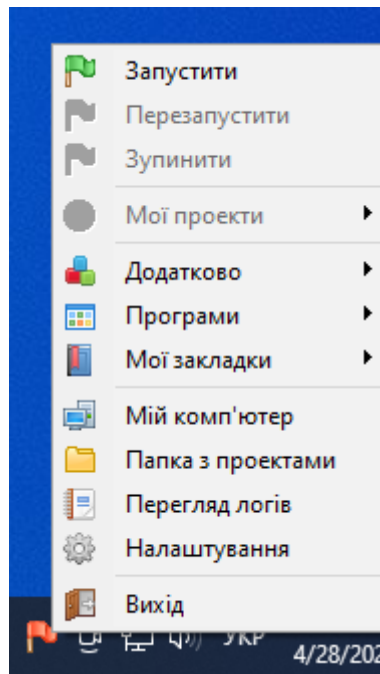 Запустити
Перезапустити
Зупинити
Мої проекти
Додатково
Програми
Мої закладки
Мій комп'ютер
Папка з проектами
Перегляд логів
Налаштування
Вихід
УКР
4/28/202